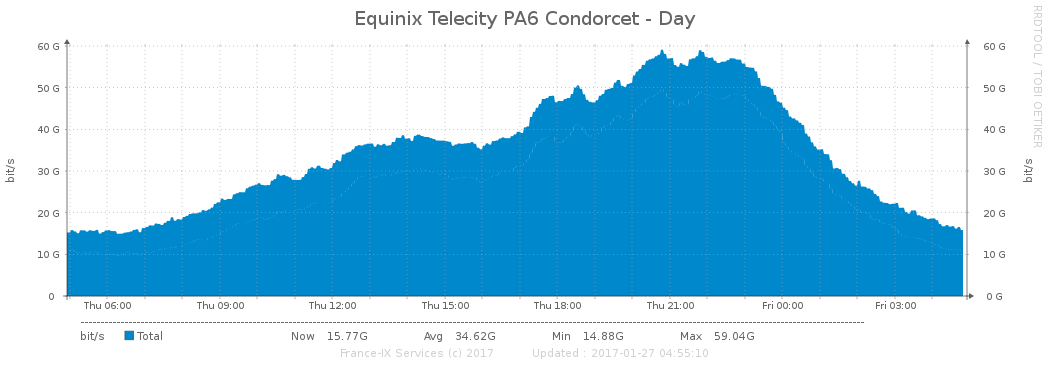 Equinix Telecity PA6 Condorcet - Day
RRDTOOL / TOBI OETIKER
60 G 60 G
50 G 50 G
40 G 40 G
30 G 30 G
20 G 20 G
10 G 10 G
0 0 G
bit/s bit/s
Thu 06:00 Thu 09:00 Thu 12:00 Thu 15:00 Thu 18:00 Thu 21:00 Fri 00:00 Fri 03:00
bit/s Total Now 15.77G Avg 34.62G Min 14.88G Max 59.04G
France-IX Services (c) 2017 Updated : 2017-01-27 04:55:10